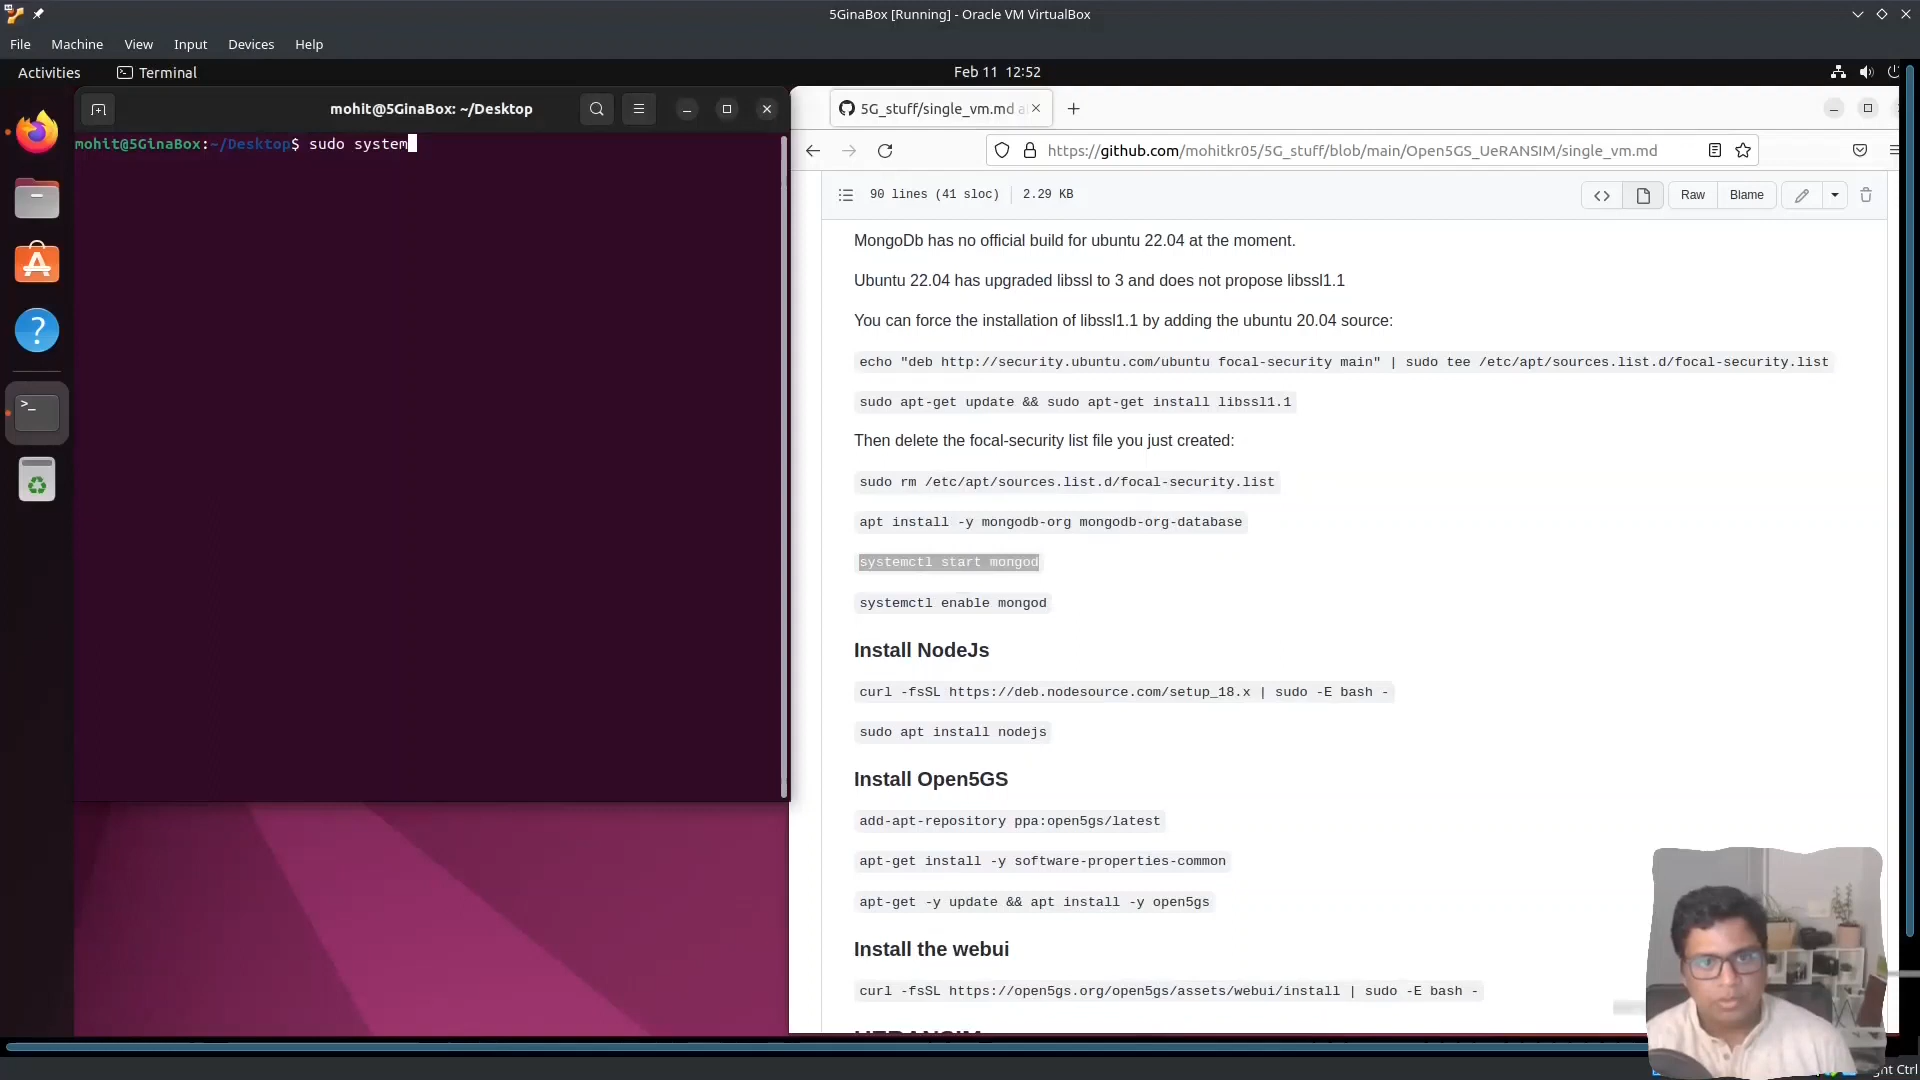 5GinaBox [Running] - Oracle VM VirtualBox
File Machine View Input Devices Help
Activities Terminal Feb 11 12:52
mohit@5GinaBox: ~/Desktop
mohit@5GinaBox:~/Desktop$ sudo system
5G_stuff/single_vm.md a
https://github.com/mohitkr05/5G_stuff/blob/main/Open5GS_UeRANSIM/single_vm.md
90 lines (41 sloc) 2.29 KB
Raw Blame
MongoDb has no official build for ubuntu 22.04 at the moment.
Ubuntu 22.04 has upgraded libssl to 3 and does not propose libssl1.1
You can force the installation of libssl1.1 by adding the ubuntu 20.04 source:
echo "deb http://security.ubuntu.com/ubuntu focal-security main" | sudo tee /etc/apt/sources.list.d/focal-security.list
sudo apt-get update && sudo apt-get install libssl1.1
Then delete the focal-security list file you just created:
sudo rm /etc/apt/sources.list.d/focal-security.list
apt install -y mongodb-org mongodb-org-database
systemctl start mongod
systemctl enable mongod
Install NodeJs
curl -fsSL https://deb.nodesource.com/setup_18.x | sudo -E bash -
sudo apt install nodejs
Install Open5GS
add-apt-repository ppa:open5gs/latest
apt-get install -y software-properties-common
apt-get -y update && apt install -y open5gs
Install the webui
curl -fsSL https://open5gs.org/open5gs/assets/webui/install | sudo -E bash -
UERANSIM
Ctrl